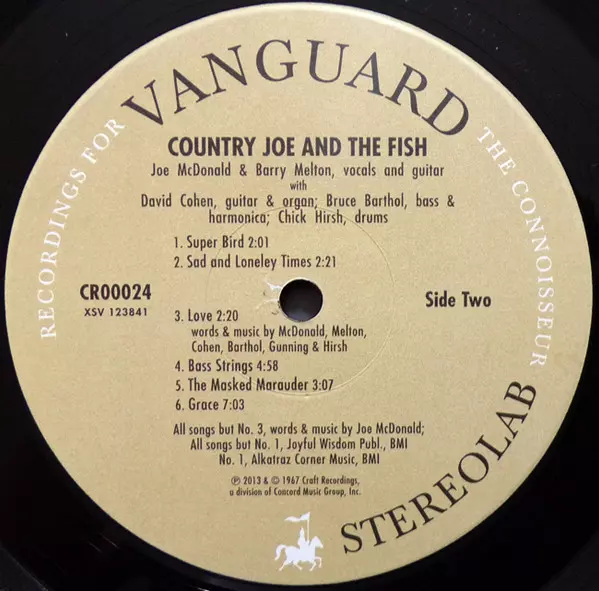 RECORDINGS FOR VANGUARD THE CONNOISSEUR
COUNTRY JOE AND THE FISH
Joe McDonald & Barry Melton, vocals and guitar
with
David Cohen, guitar & organ; Bruce Barthol, bass &
harmonica; Chick Hirsh, drums
1. Super Bird 2:01
2. Sad and Loneley Times 2:21
CR00024
XSV 123841
Side Two
3. Love 2:20
words & music by McDonald, Melton,
Cohen, Barthol, Gunning & Hirsh
4. Bass Strings 4:58
5. The Masked Marauder 3:07
6. Grace 7:03
All songs but No. 3, words & music by Joe McDonald;
All songs but No. 1, Joyful Wisdom Publ., BMI
No. 1, Alkatraz Corner Music, BMI
℗ 2013 & © 1967 Craft Recordings,
a division of Concord Music Group, Inc.
STEREOLAB